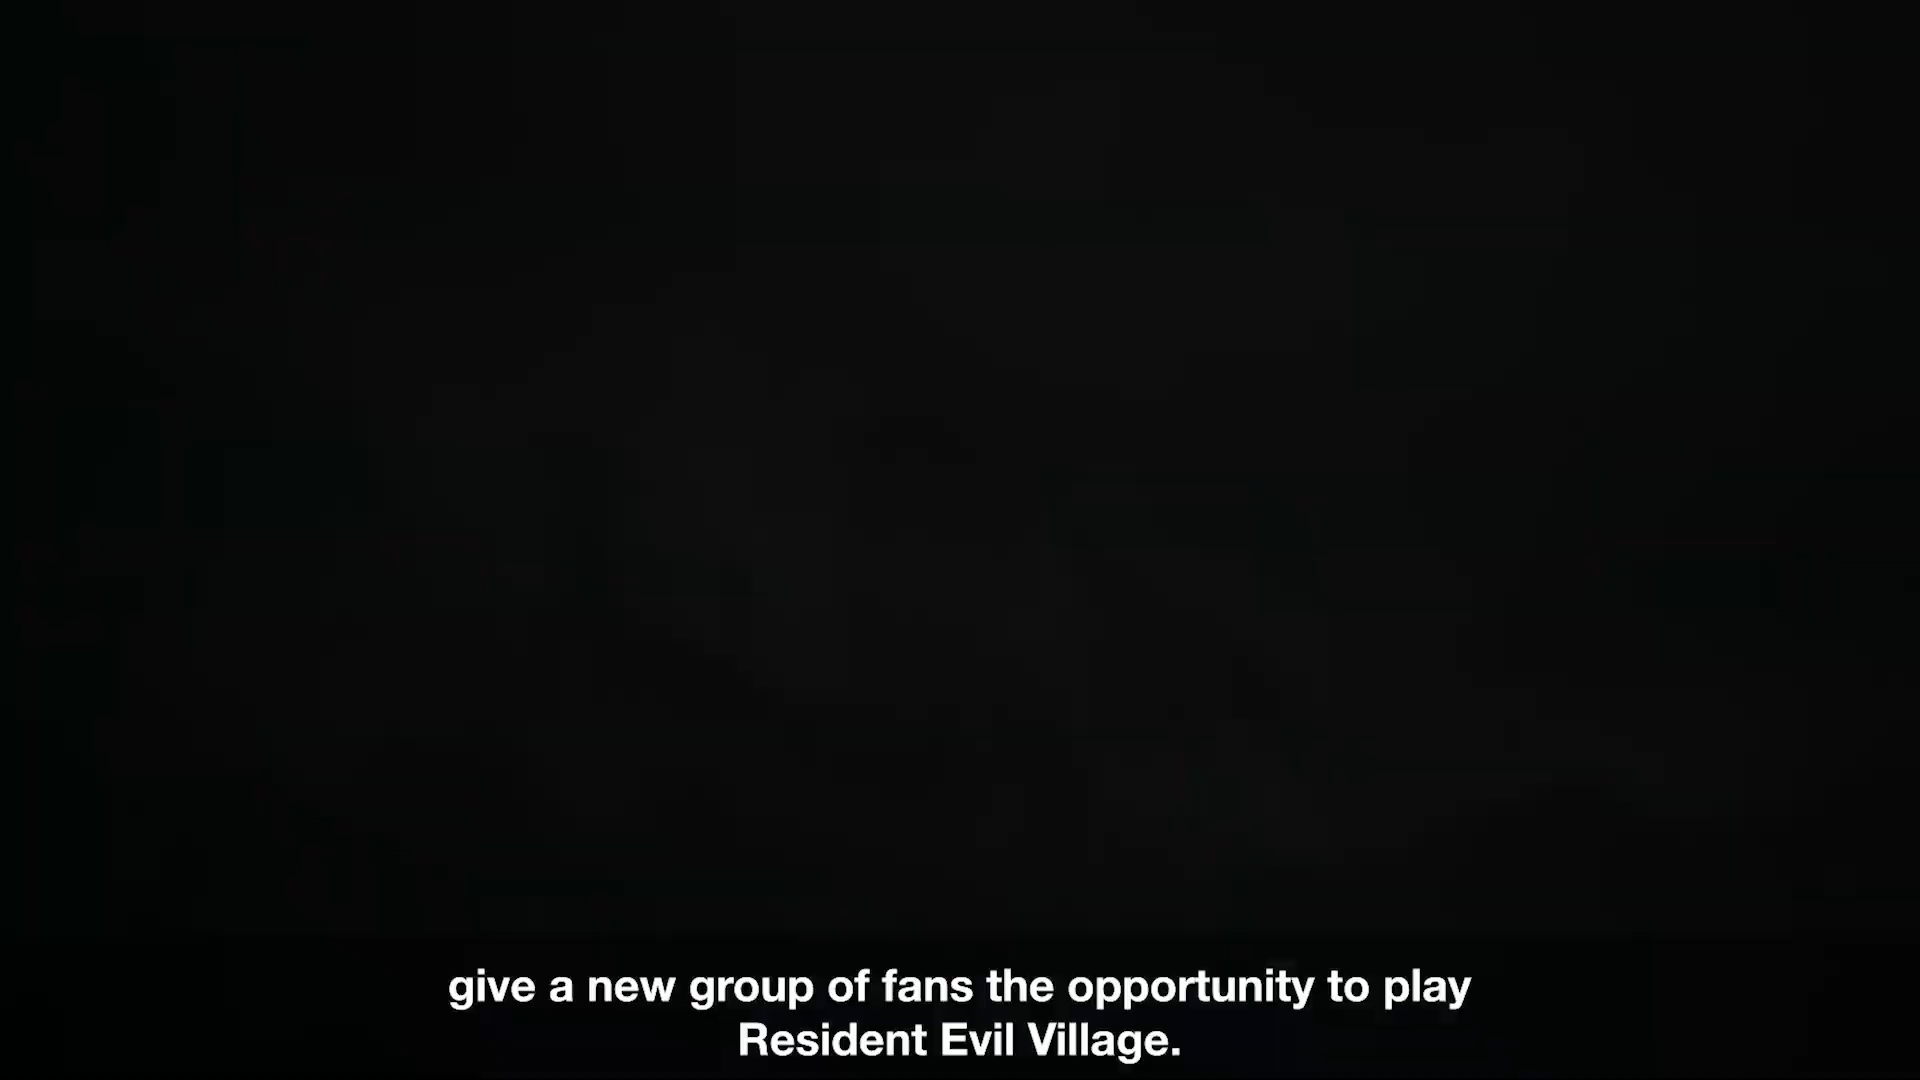 give a new group of fans the opportunity to play
Resident Evil Village.